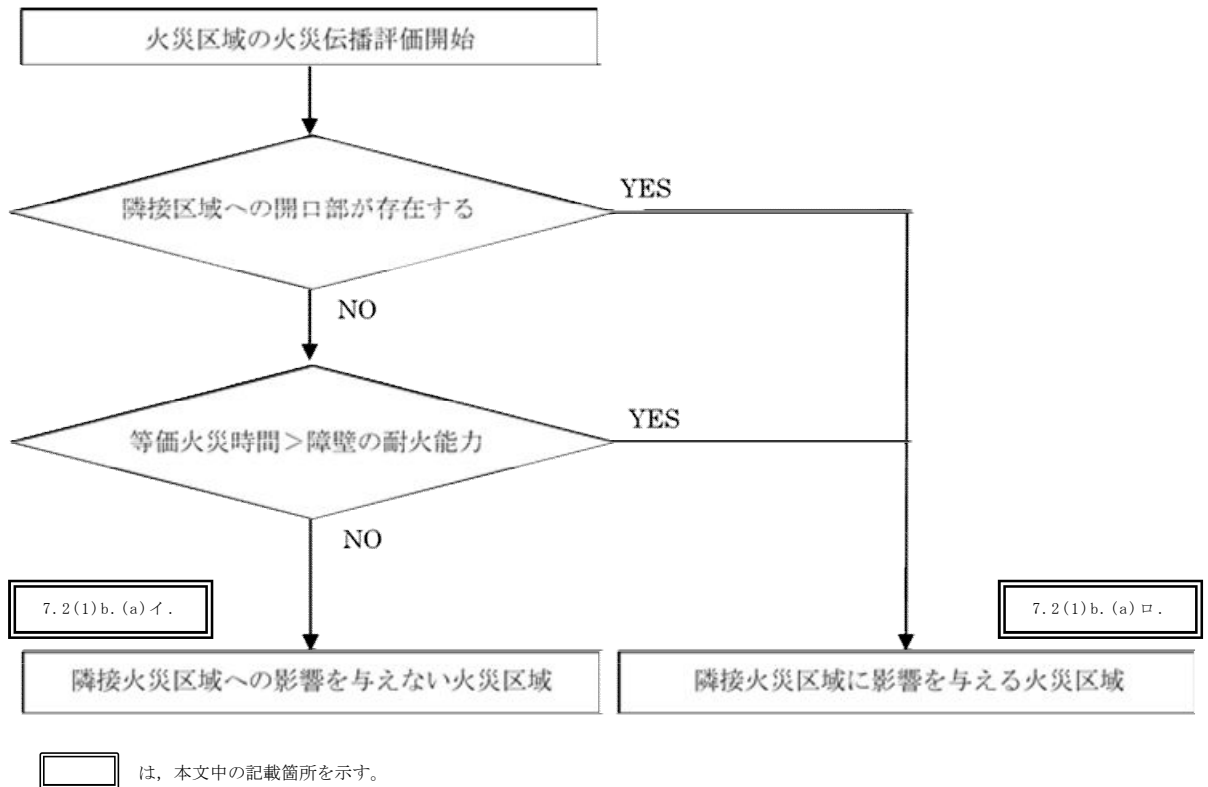 火災区域の火災伝播評価開始
隣接区域への開口部が存在する
YES
NO
等価火災時間＞障壁の耐火能力
YES
NO
7.2(1)b.(a)イ.
7.2(1)b.(a)ロ.
隣接火災区域への影響を与えない火災区域
隣接火災区域に影響を与える火災区域
は，本文中の記載箇所を示す。